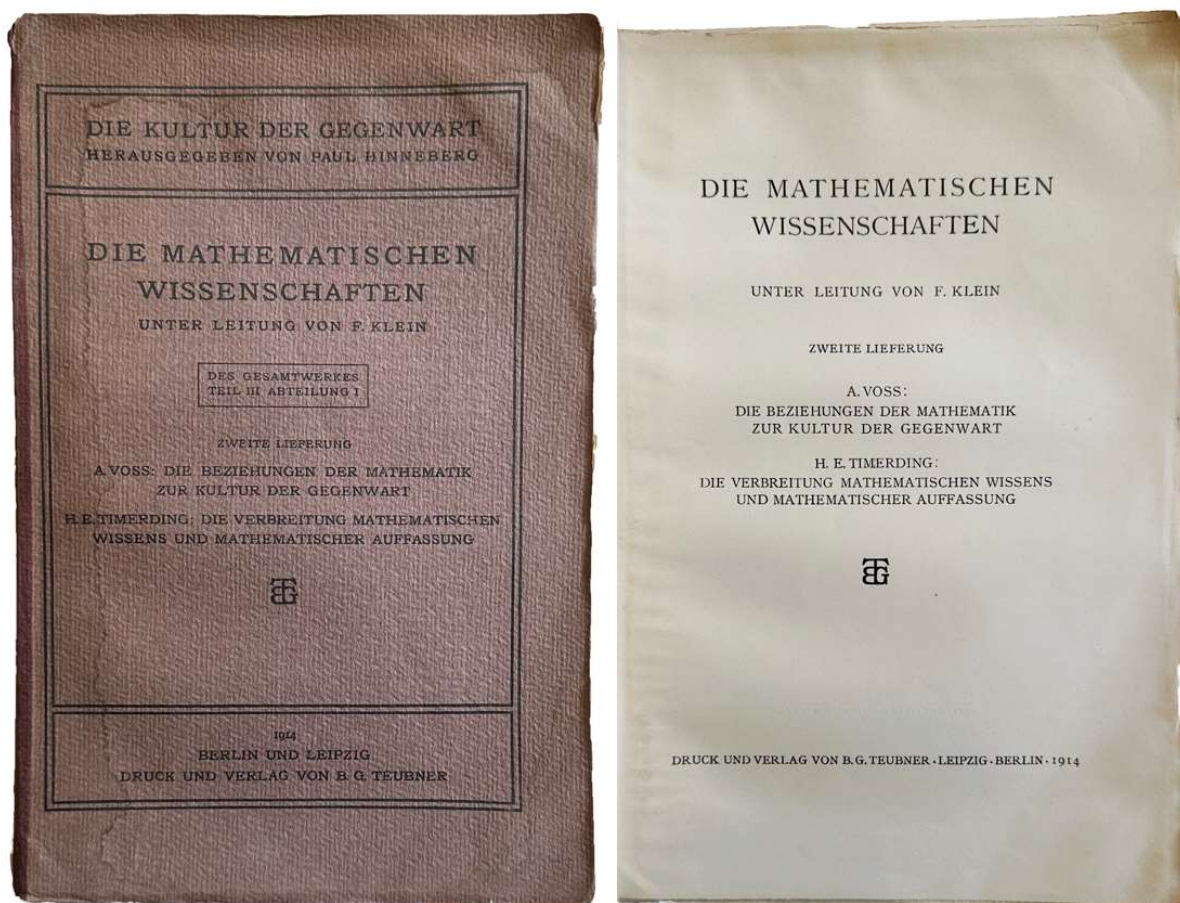 DIE KULTUR DER GEGENWART
HERAUSGEGEBEN VON PAUL HINNEBERG
DIE MATHEMATISCHEN
WISSENSCHAFTEN
UNTER LEITUNG VON F. KLEIN
DES GESAMTWERKES
TEIL III ABTEILUNG I
ZWEITE LIEFERUNG
A. VOSS: DIE BEZIEHUNGEN DER MATHEMATIK
ZUR KULTUR DER GEGENWART
H. E. TIMERDING: DIE VERBREITUNG MATHEMATISCHEN
WISSENS UND MATHEMATISCHER AUFFASSUNG
BTG
1914
BERLIN UND LEIPZIG
DRUCK UND VERLAG VON B. G. TEUBNER
DIE MATHEMATISCHEN
WISSENSCHAFTEN
UNTER LEITUNG VON F. KLEIN
ZWEITE LIEFERUNG
A. VOSS:
DIE BEZIEHUNGEN DER MATHEMATIK
ZUR KULTUR DER GEGENWART
H. E. TIMERDING:
DIE VERBREITUNG MATHEMATISCHEN WISSENS
UND MATHEMATISCHER AUFFASSUNG
BTG
DRUCK UND VERLAG VON B. G. TEUBNER · LEIPZIG · BERLIN · 1914